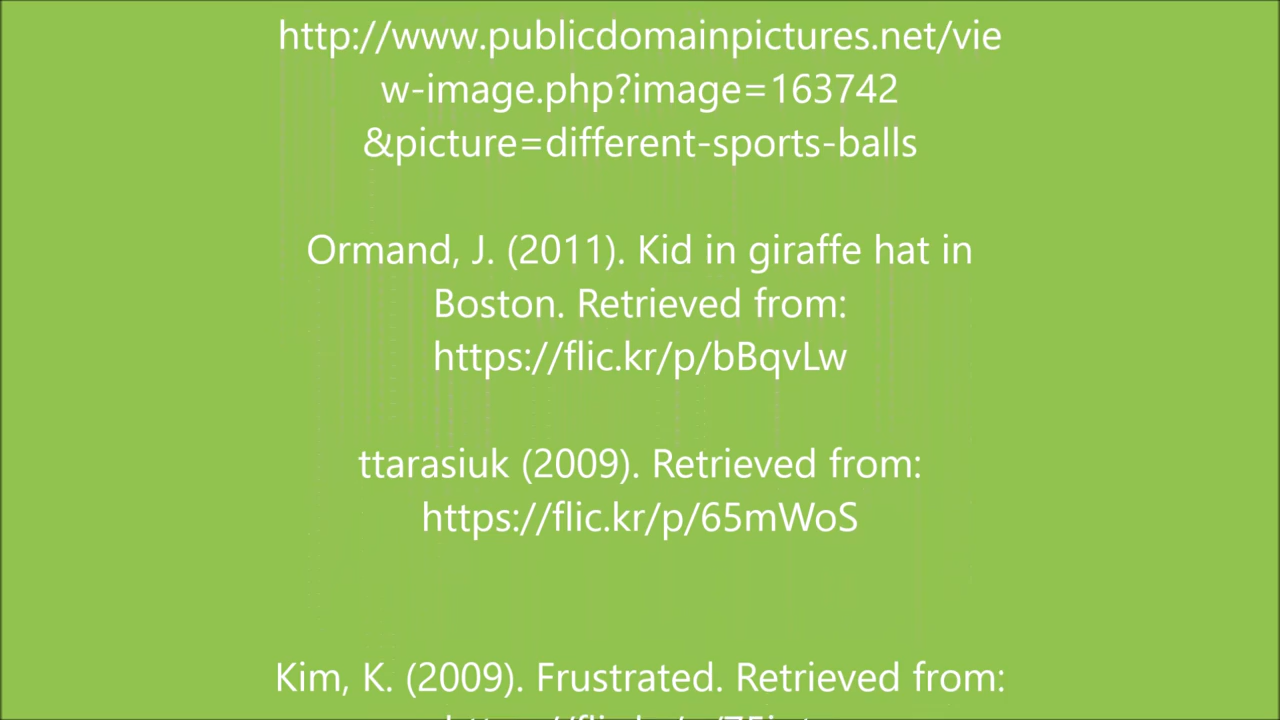 http://www.publicdomainpictures.net/vie
w-image.php?image=163742
&picture=different-sports-balls
Ormand, J. (2011). Kid in giraffe hat in
Boston. Retrieved from:
https://flic.kr/p/bBqvLw
ttarasiuk (2009). Retrieved from:
https://flic.kr/p/65mWoS
Kim, K. (2009). Frustrated. Retrieved from: